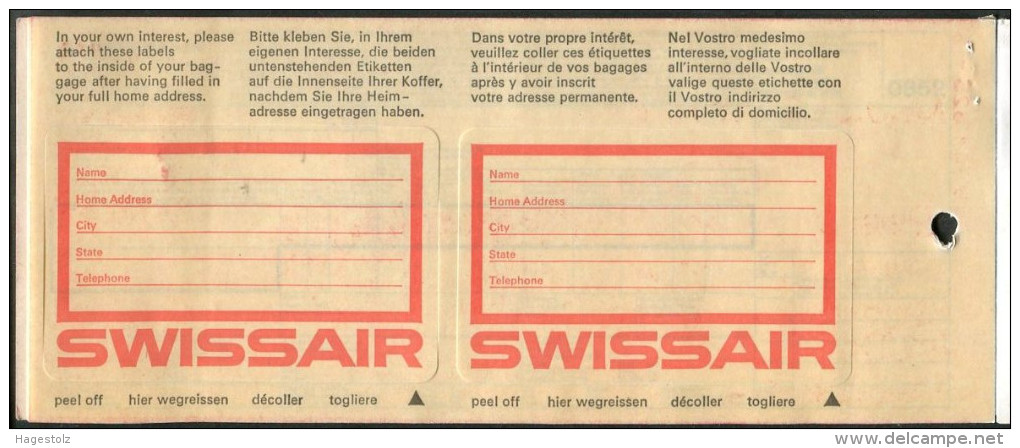 In your own interest, please
attach these labels
to the inside of your bag-
gage after having filled in
your full home address.
Bitte kleben Sie, in Ihrem
eigenen Interesse, die beiden
untenstehenden Etiketten
auf die Innenseite Ihrer Koffer,
nachdem Sie Ihre Heim-
adresse eingetragen haben.
Dans votre propre intérêt,
veuillez coller ces étiquettes
à l'intérieur de vos bagages
après y avoir inscrit
votre adresse permanente.
Nel Vostro medesimo
interesse, vogliate incollare
all'interno delle Vostro
valige queste etichette con
il Vostro indirizzo
completo di domicilio.
Name
Home Address
City
State
Telephone
SWISSAIR
Name
Home Address
City
State
Telephone
SWISSAIR
peel off hier wegreissen décoller togliere ▲
peel off hier wegreissen décoller togliere ▲
Hagestolz
delcampe.net